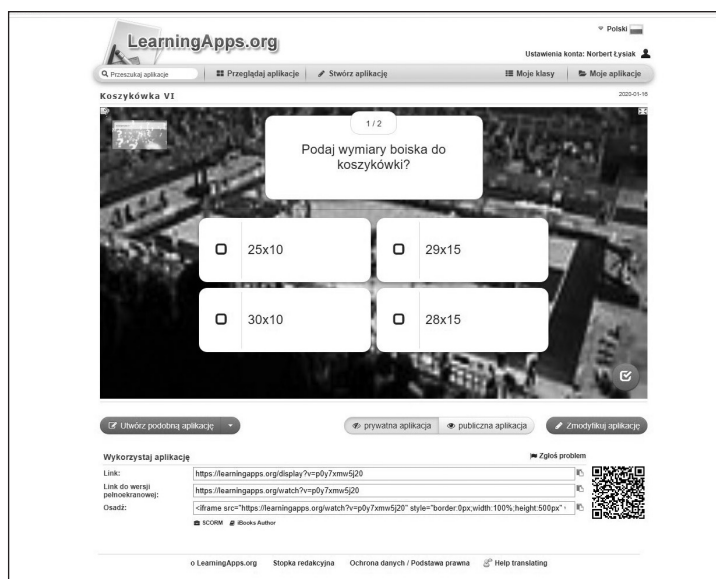 LearningApps.org
Polski
Ustawienia konta: Norbert Łysiak
Przeszukaj aplikacje
Przeglądaj aplikacje
Stwórz aplikację
Moje klasy
Moje aplikacje
Koszykówka VI
2020-01-16
1 / 2
Podaj wymiary boiska do
koszykówki?
25x10
29x15
30x10
28x15
Utwórz podobną aplikację
prywatna aplikacja
publiczna aplikacja
Zmodyfikuj aplikację
Wykorzystaj aplikację
Zgłoś problem
Link:
https://learningapps.org/display?v=p0y7xmw5j20
Link do wersji
pełnoekranowej:
https://learningapps.org/watch?v=p0y7xmw5j20
Osadź:
<iframe src="https://learningapps.org/watch?v=p0y7xmw5j20" style="border:0px;width:100%;height:500px"
SCORM
iBooks Author
o LearningApps.org
Stopka redakcyjna
Ochrona danych / Podstawa prawna
Help translating